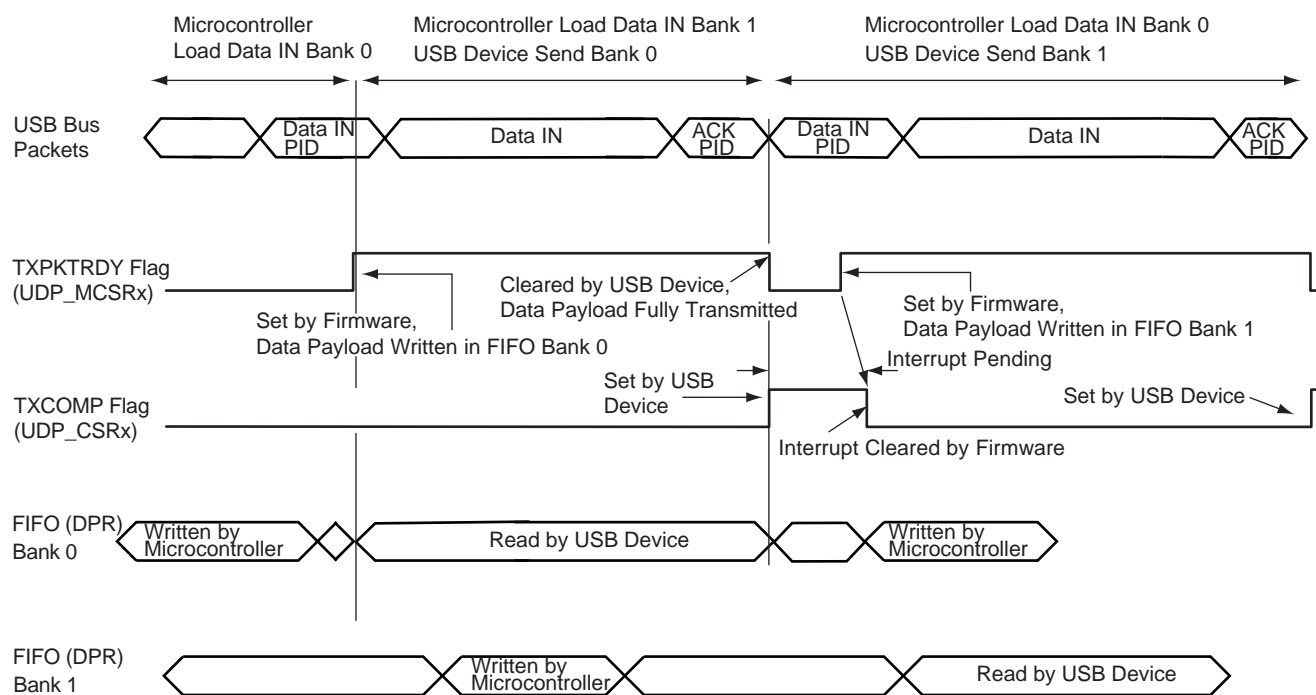 Microcontroller
Load Data IN Bank 0
Microcontroller Load Data IN Bank 1
USB Device Send Bank 0
Microcontroller Load Data IN Bank 0
USB Device Send Bank 1
USB Bus
Packets
Data IN
PID
Data IN
ACK
PID
Data IN
PID
Data IN
ACK
PID
TXPKTRDY Flag
(UDP_MCSRx)
Set by Firmware,
Data Payload Written in FIFO Bank 0
Cleared by USB Device,
Data Payload Fully Transmitted
Set by Firmware,
Data Payload Written in FIFO Bank 1
Interrupt Pending
TXCOMP Flag
(UDP_CSRx)
Set by USB
Device
Set by USB Device
Interrupt Cleared by Firmware
FIFO (DPR)
Bank 0
Written by
Microcontroller
Read by USB Device
Written by
Microcontroller
FIFO (DPR)
Bank 1
Written by
Microcontroller
Read by USB Device